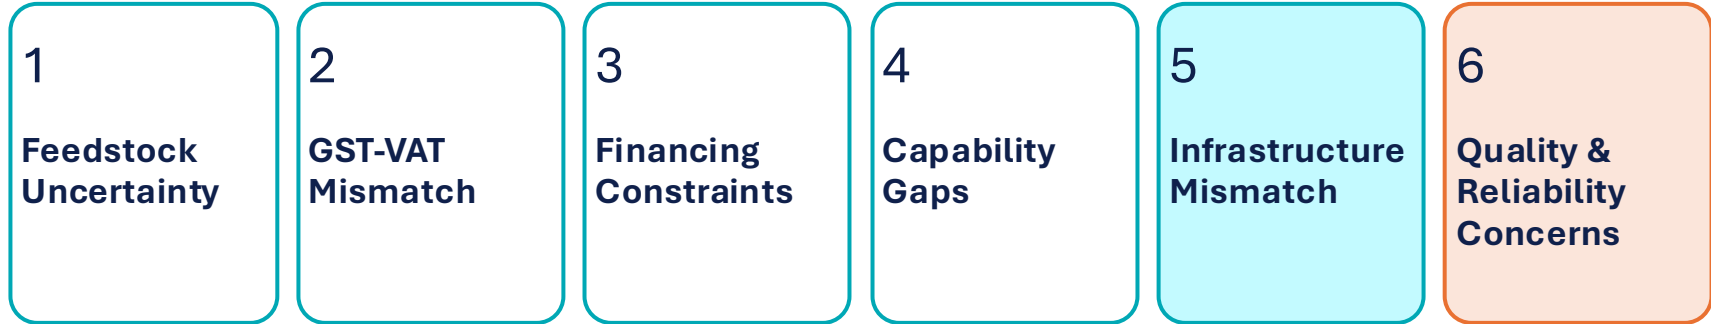 1
Feedstock
Uncertainty
2
GST-VAT
Mismatch
3
Financing
Constraints
4
Capability
Gaps
5
Infrastructure
Mismatch
6
Quality &
Reliability
Concerns